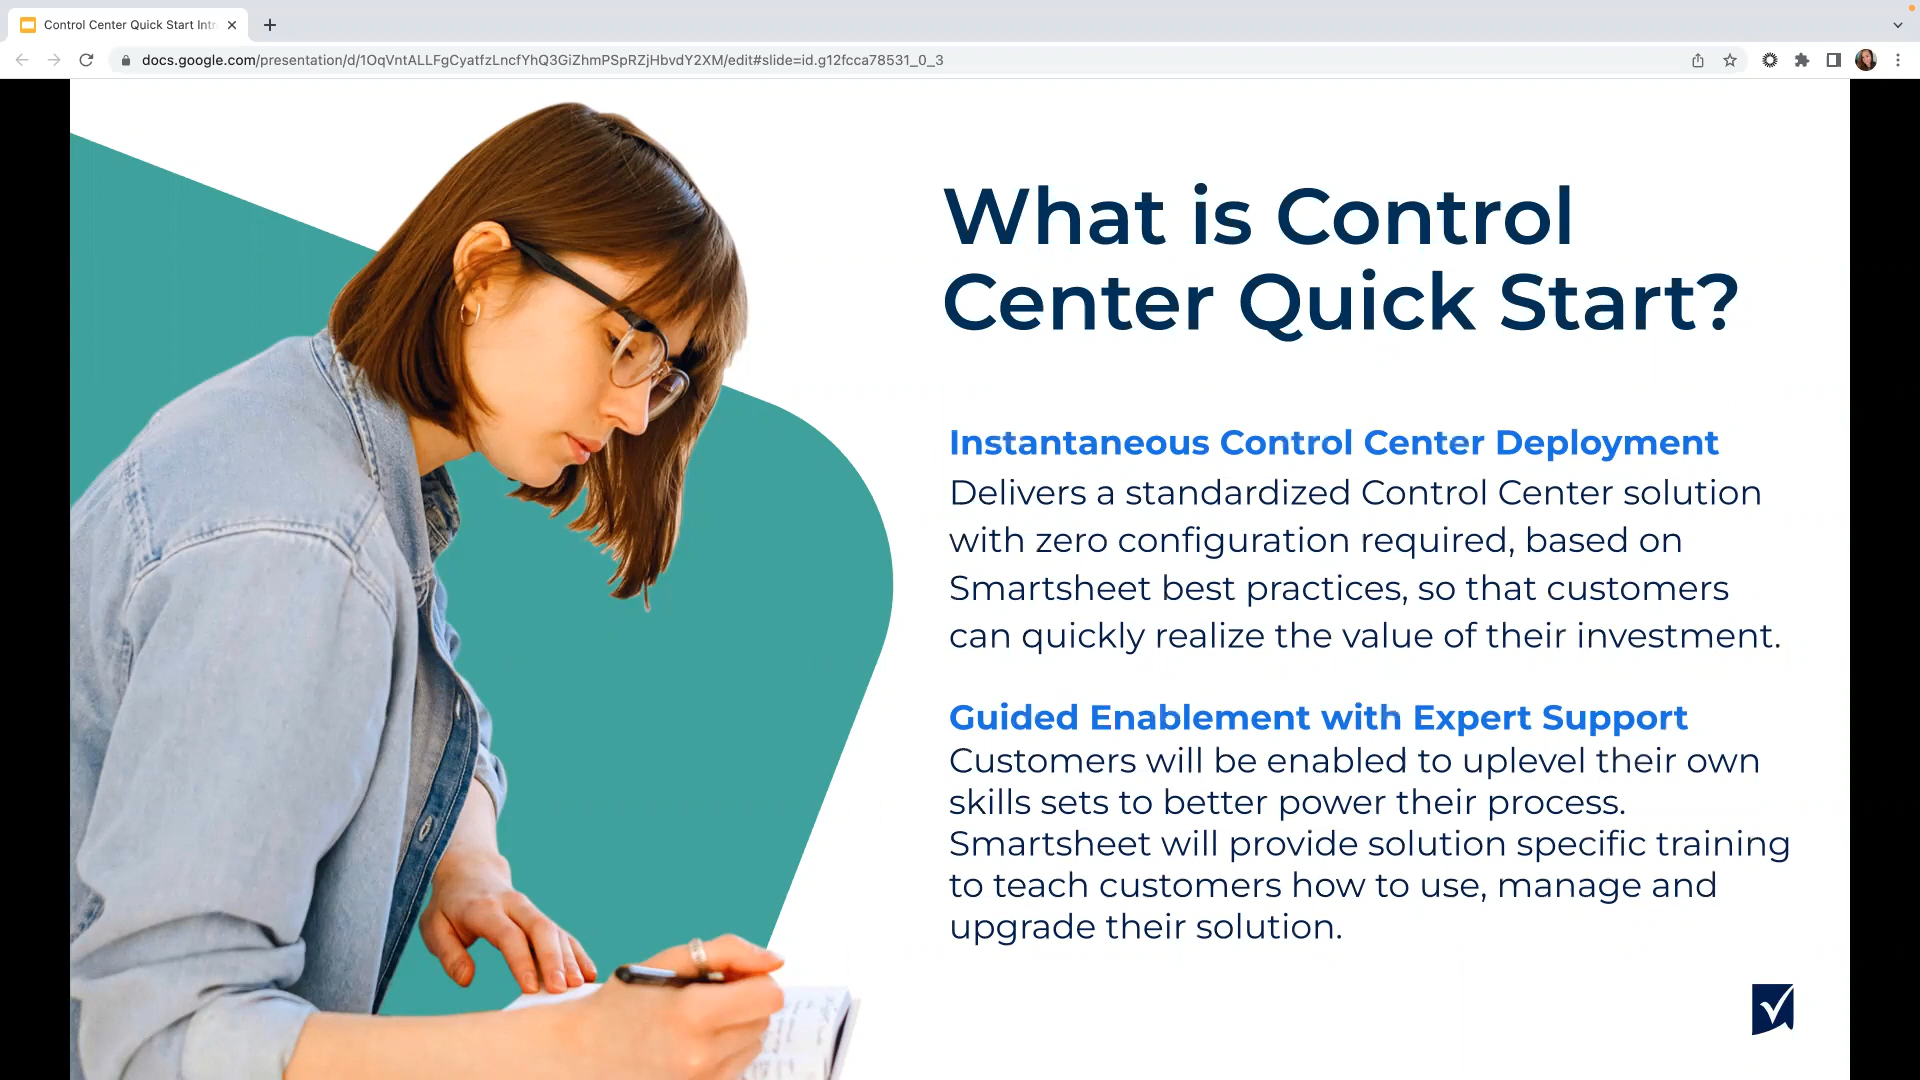 Control Center Quick Start Intr
docs.google.com/presentation/d/1OqVntALLFgCyatfzLncfYhQ3GiZhmPSpRZjHbvdY2XM/edit#slide=id.g12fcca78531_0_3
What is Control
Center Quick Start?
Instantaneous Control Center Deployment
Delivers a standardized Control Center solution
with zero configuration required, based on
Smartsheet best practices, so that customers
can quickly realize the value of their investment.
Guided Enablement with Expert Support
Customers will be enabled to uplevel their own
skills sets to better power their process.
Smartsheet will provide solution specific training
to teach customers how to use, manage and
upgrade their solution.